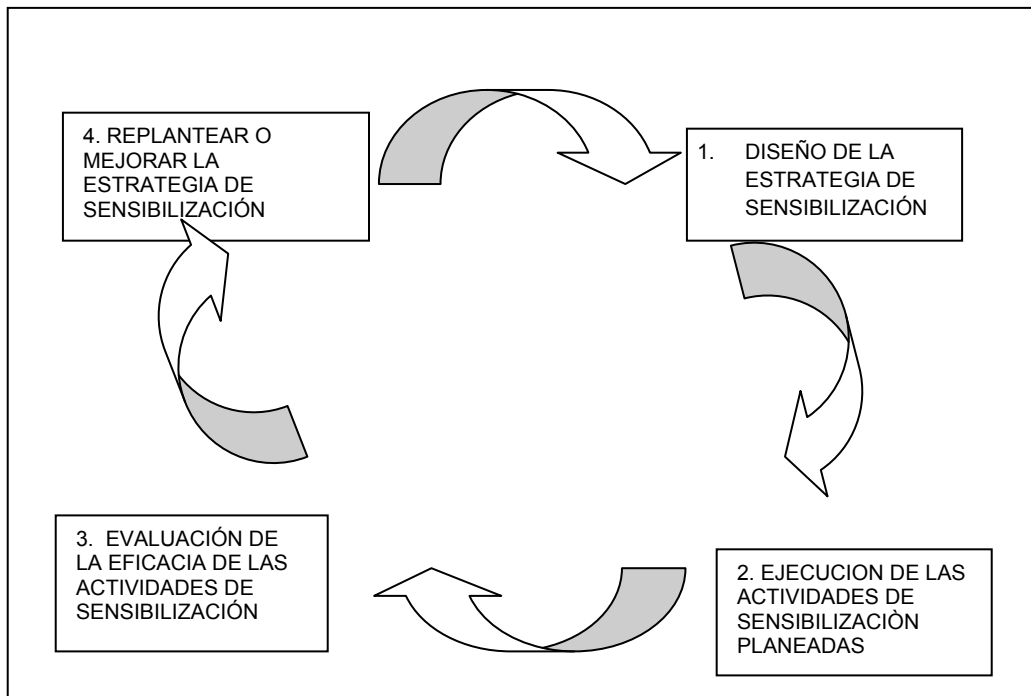 4. REPLANTEAR O
MEJORAR LA
ESTRATEGIA DE
SENSIBILIZACIÓN
1. DISEÑO DE LA
ESTRATEGIA DE
SENSIBILIZACIÓN
3. EVALUACIÓN DE
LA EFICACIA DE LAS
ACTIVIDADES DE
SENSIBILIZACIÓN
2. EJECUCION DE LAS
ACTIVIDADES DE
SENSIBILIZACIÒN
PLANEADAS